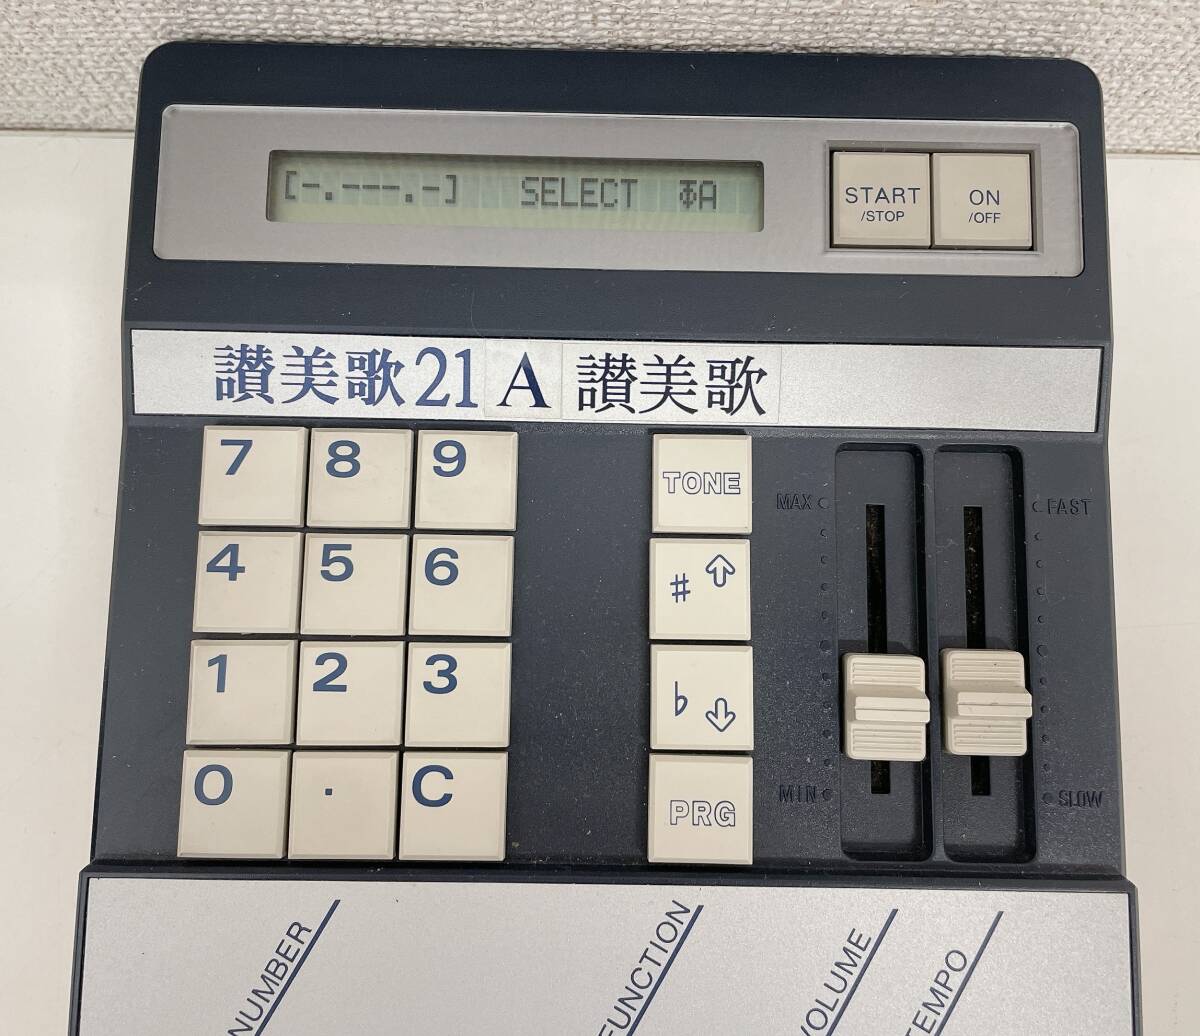 [-.---.-] SELECT ΦA
START
/STOP
ON
/OFF
讃美歌21 A 讃美歌
7 8 9
4 5 6
1 2 3
0 . C
TONE
♯ ⇧
♭ ⇩
PRG
MAX
MIN
FAST
SLOW
NUMBER
FUNCTION
VOLUME
TEMPO